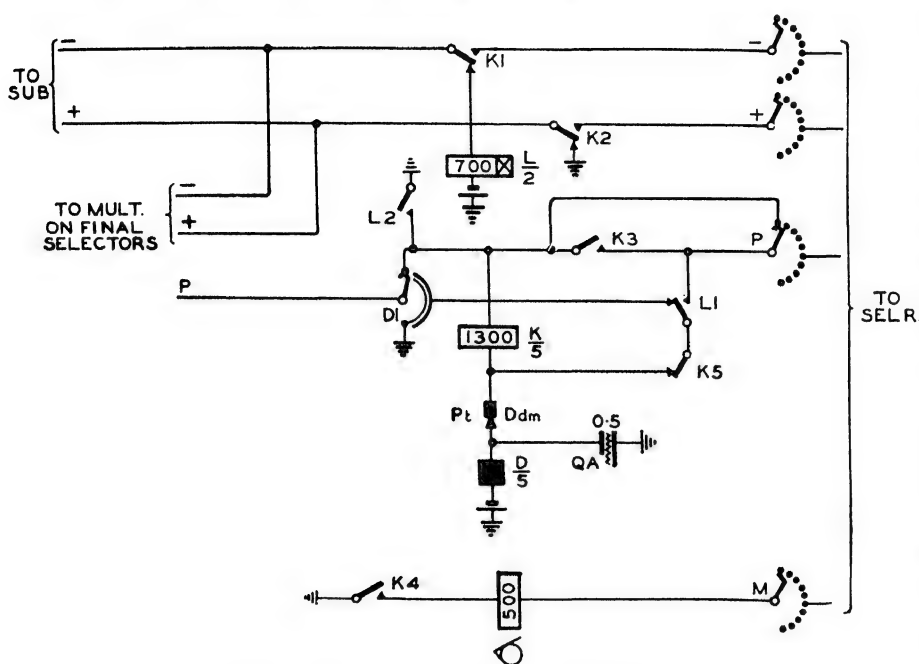 -
TO
SUB
+
K1
-
K2
+
700
L
2
-
TO MULT.
ON FINAL
SELECTORS
+
L2
K3
P
P
D1
L1
TO
SELR.
1300
K
5
K5
Pt
Ddm
0·5
QA
D
5
K4
500
M